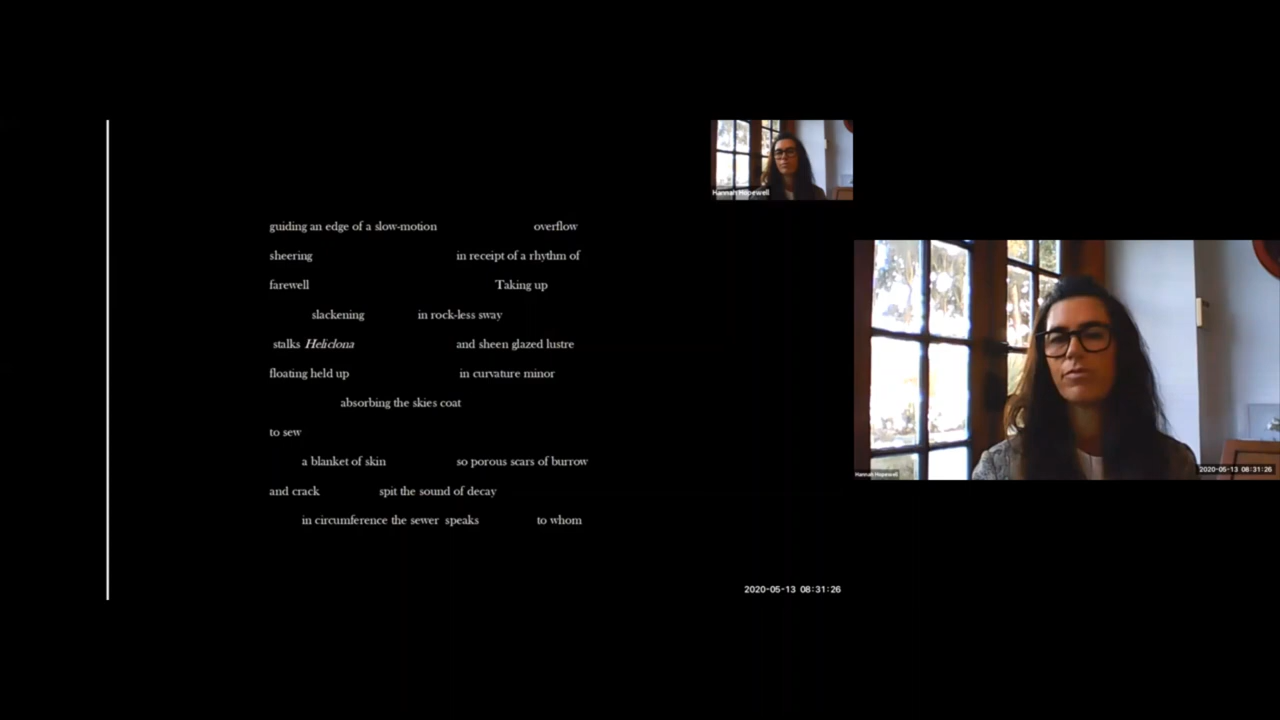 Hannah Hopewell
guiding an edge of a slow-motion overflow
sheering in receipt of a rhythm of
farewell Taking up
slackening in rock-less sway
stalks Heliclona and sheen glazed lustre
floating held up in curvature minor
absorbing the skies coat
to sew
a blanket of skin so porous scars of burrow
and crack spit the sound of decay
in circumference the sewer speaks to whom
Hannah Hopewell
2020-05-13 08:31:26
2020-05-13 08:31:26